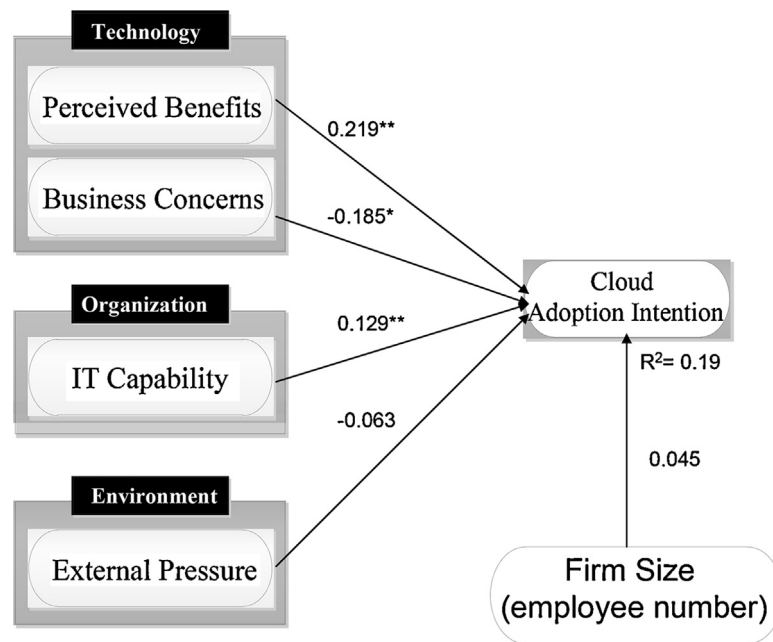 Technology
Perceived Benefits
0.219**
Business Concerns
-0.185*
Cloud
Adoption Intention
Organization
0.129**
IT Capability
R²= 0.19
-0.063
0.045
Environment
External Pressure
Firm Size
(employee number)